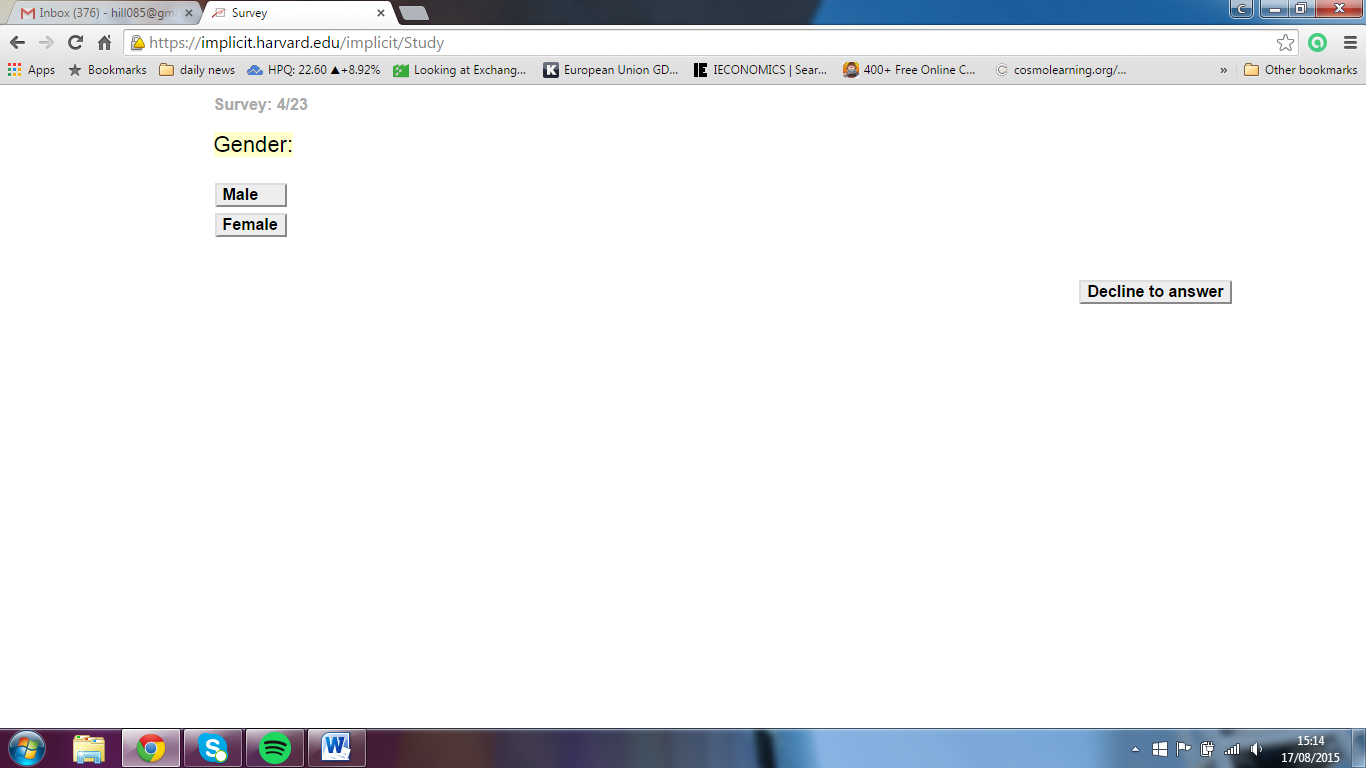 Inbox (376) - hill085@gm
Survey
C
https://implicit.harvard.edu/implicit/Study
Apps
Bookmarks
daily news
HPQ: 22.60 ▲+8.92%
Looking at Exchang...
K
European Union GD...
IE
IECONOMICS | Sear...
400+ Free Online C...
cosmolearning.org/...
»
Other bookmarks
Survey: 4/23
Gender:
Male
Female
Decline to answer
15:14
17/08/2015